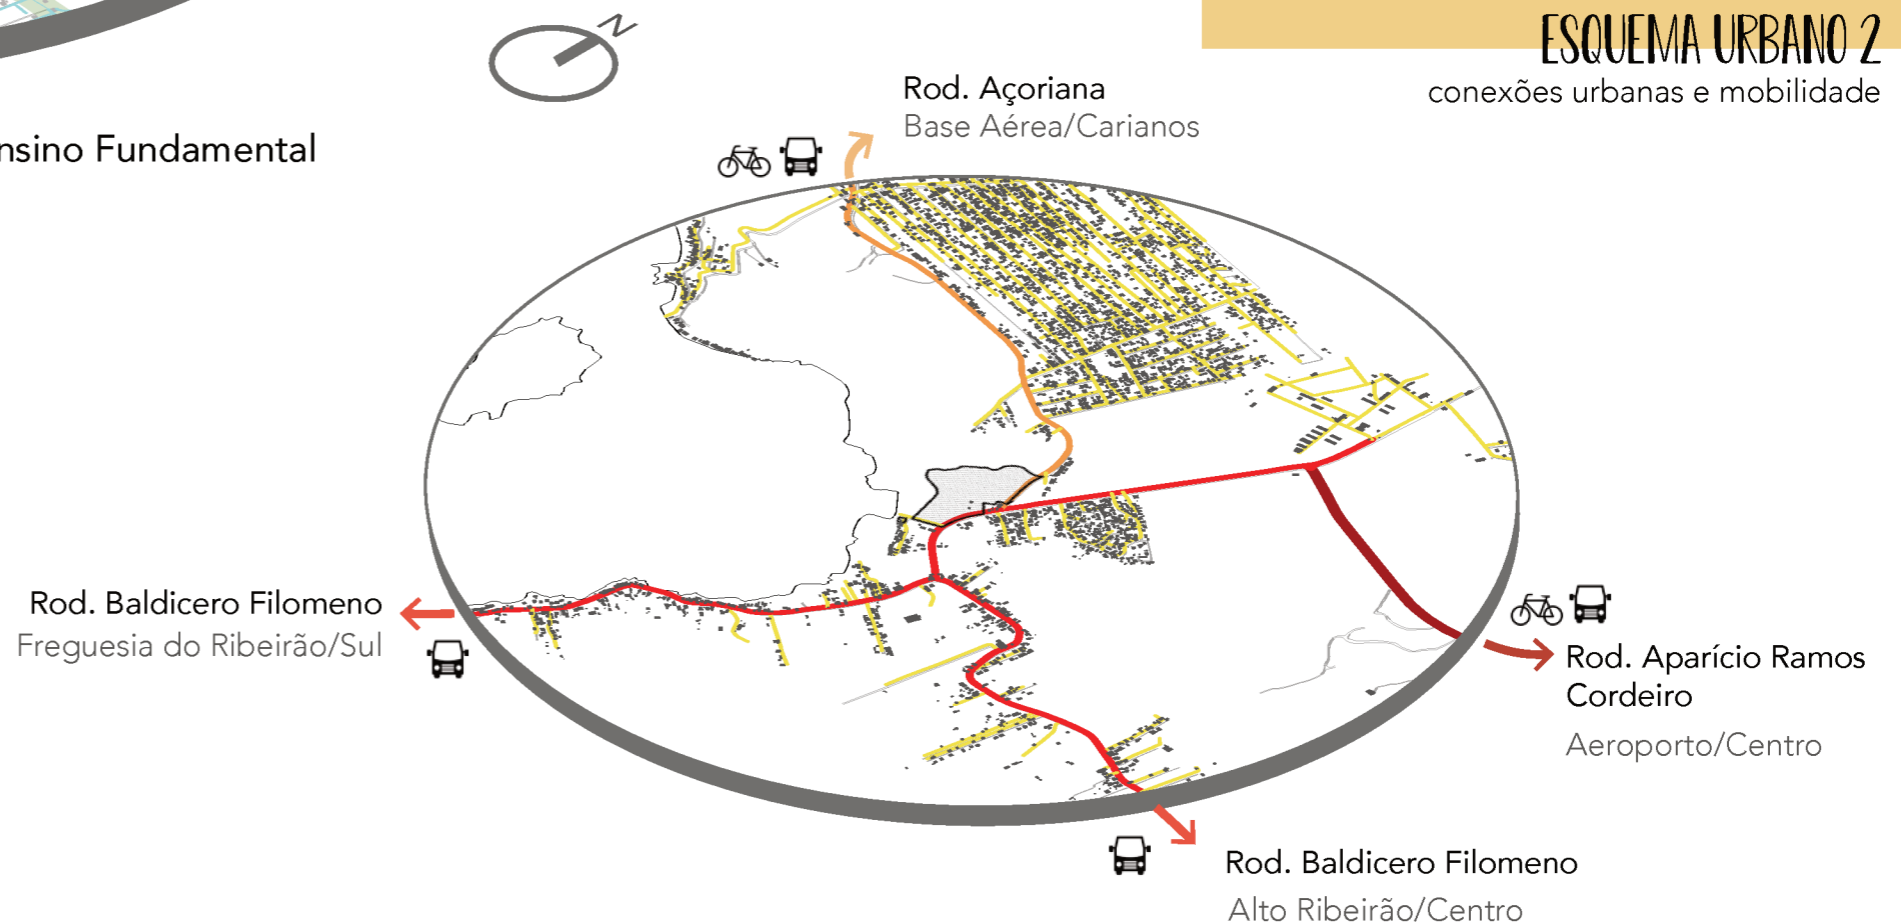 ESQUEMA URBANO 2
conexões urbanas e mobilidade
N
Rod. Açoriana
Base Aérea/Carianos
nsino Fundamental
Rod. Baldicero Filomeno
Freguesia do Ribeirão/Sul
Rod. Aparício Ramos
Cordeiro
Aeroporto/Centro
Rod. Baldicero Filomeno
Alto Ribeirão/Centro